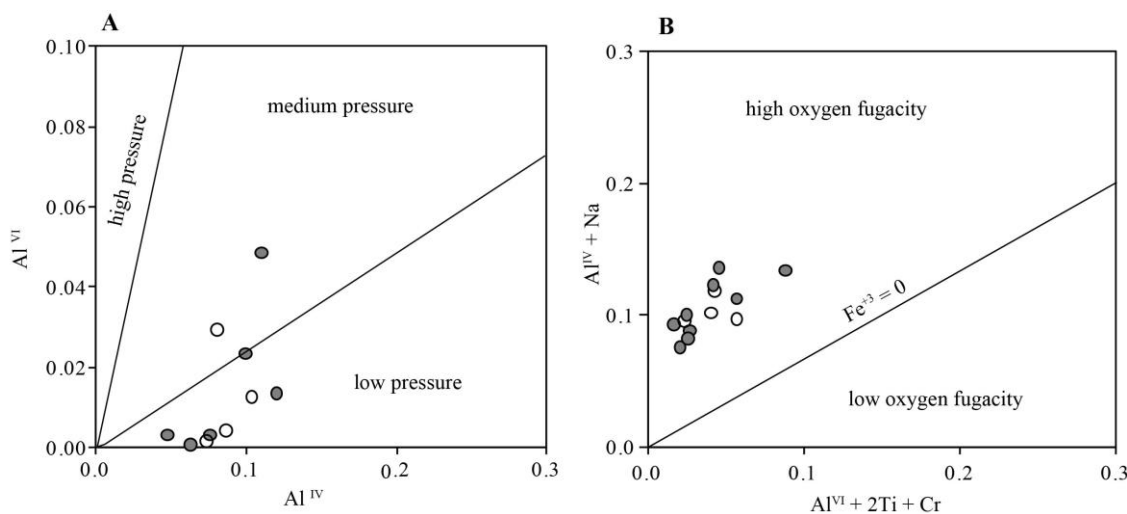 A
0.10
0.08
0.06
0.04
0.02
0.00
Al VI
high pressure
medium pressure
low pressure
0.0
0.1
0.2
0.3
Al IV
B
0.3
0.2
0.1
0.0
Al^IV + Na
high oxygen fugacity
Fe^+3 = 0
low oxygen fugacity
0.0
0.1
0.2
0.3
Al^VI + 2Ti + Cr